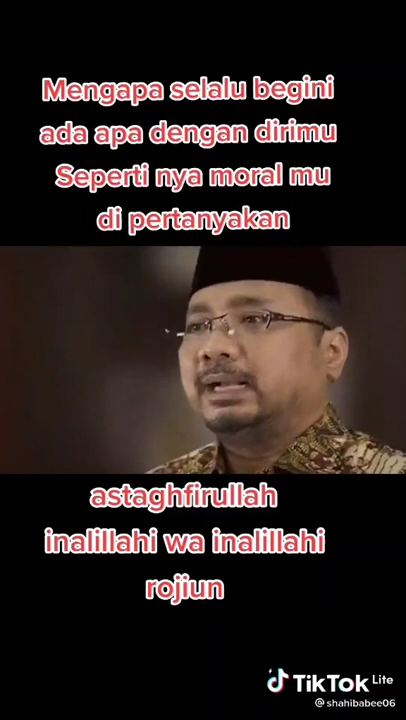 Mengapa selalu begini
ada apa dengan dirimu
Seperti nya moral mu
di pertanyakan
astaghfirullah
inalillahi wa inalillahi
rojiun
TikTok Lite
@shahibabee06